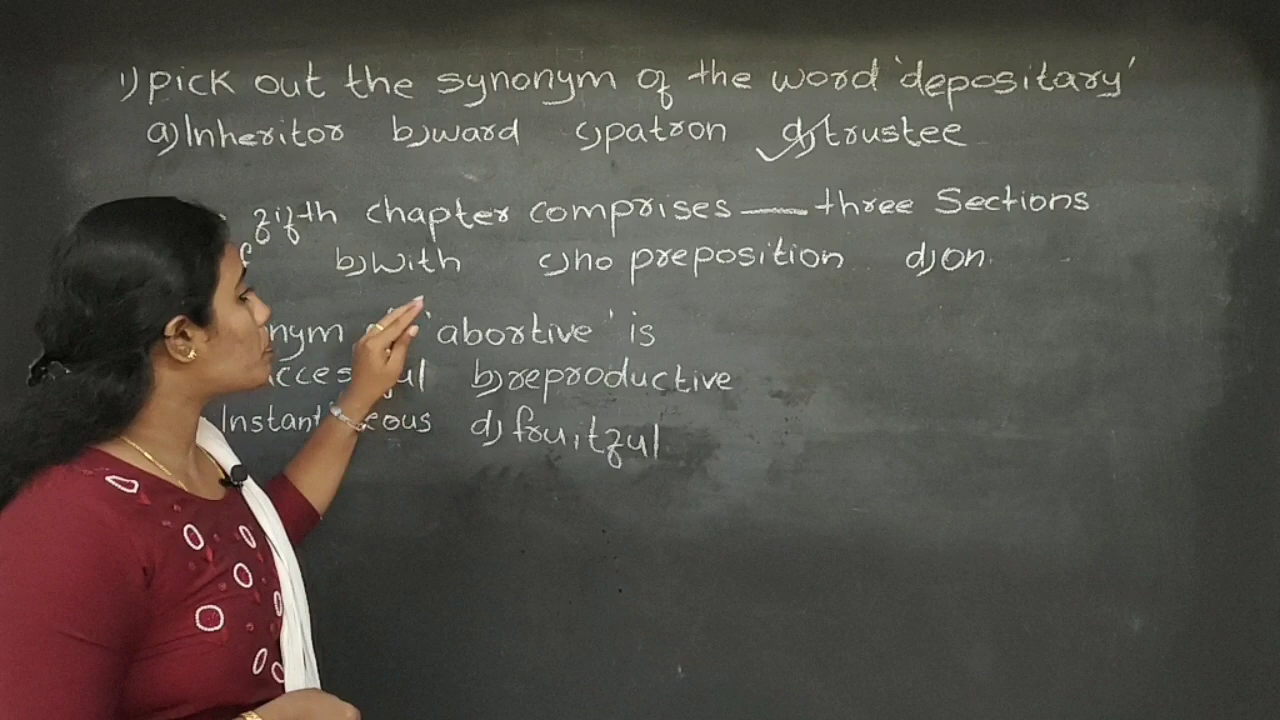 1) pick out the synonym of the word 'depositary'
a) Inheritor b) ward c) patron d) trustee
fifth chapter comprises ___ three Sections
b) with c) no preposition d) on
'abortive' is
b) reproductive
d) fruitful